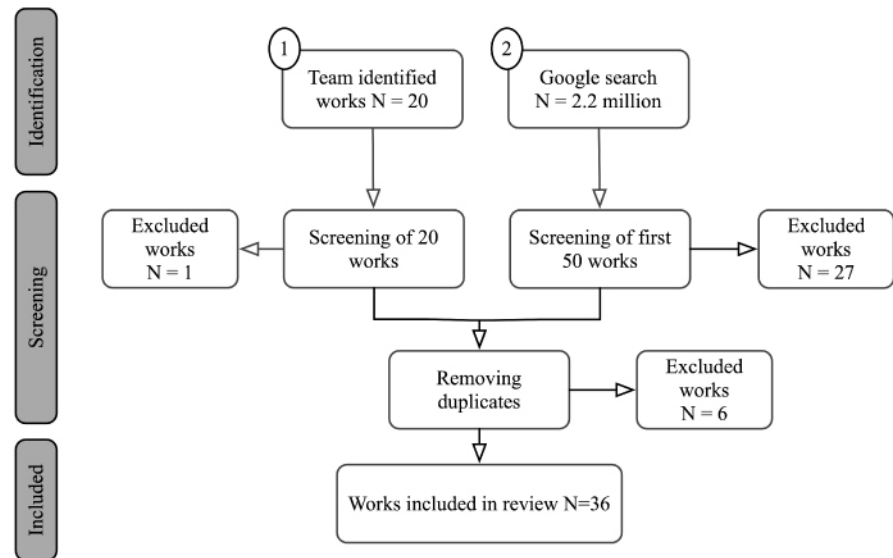 Identification
1
Team identified
works N = 20
2
Google search
N = 2.2 million
Screening
Excluded
works
N = 1
Screening of 20
works
Screening of first
50 works
Excluded
works
N = 27
Removing
duplicates
Excluded
works
N = 6
Included
Works included in review N=36